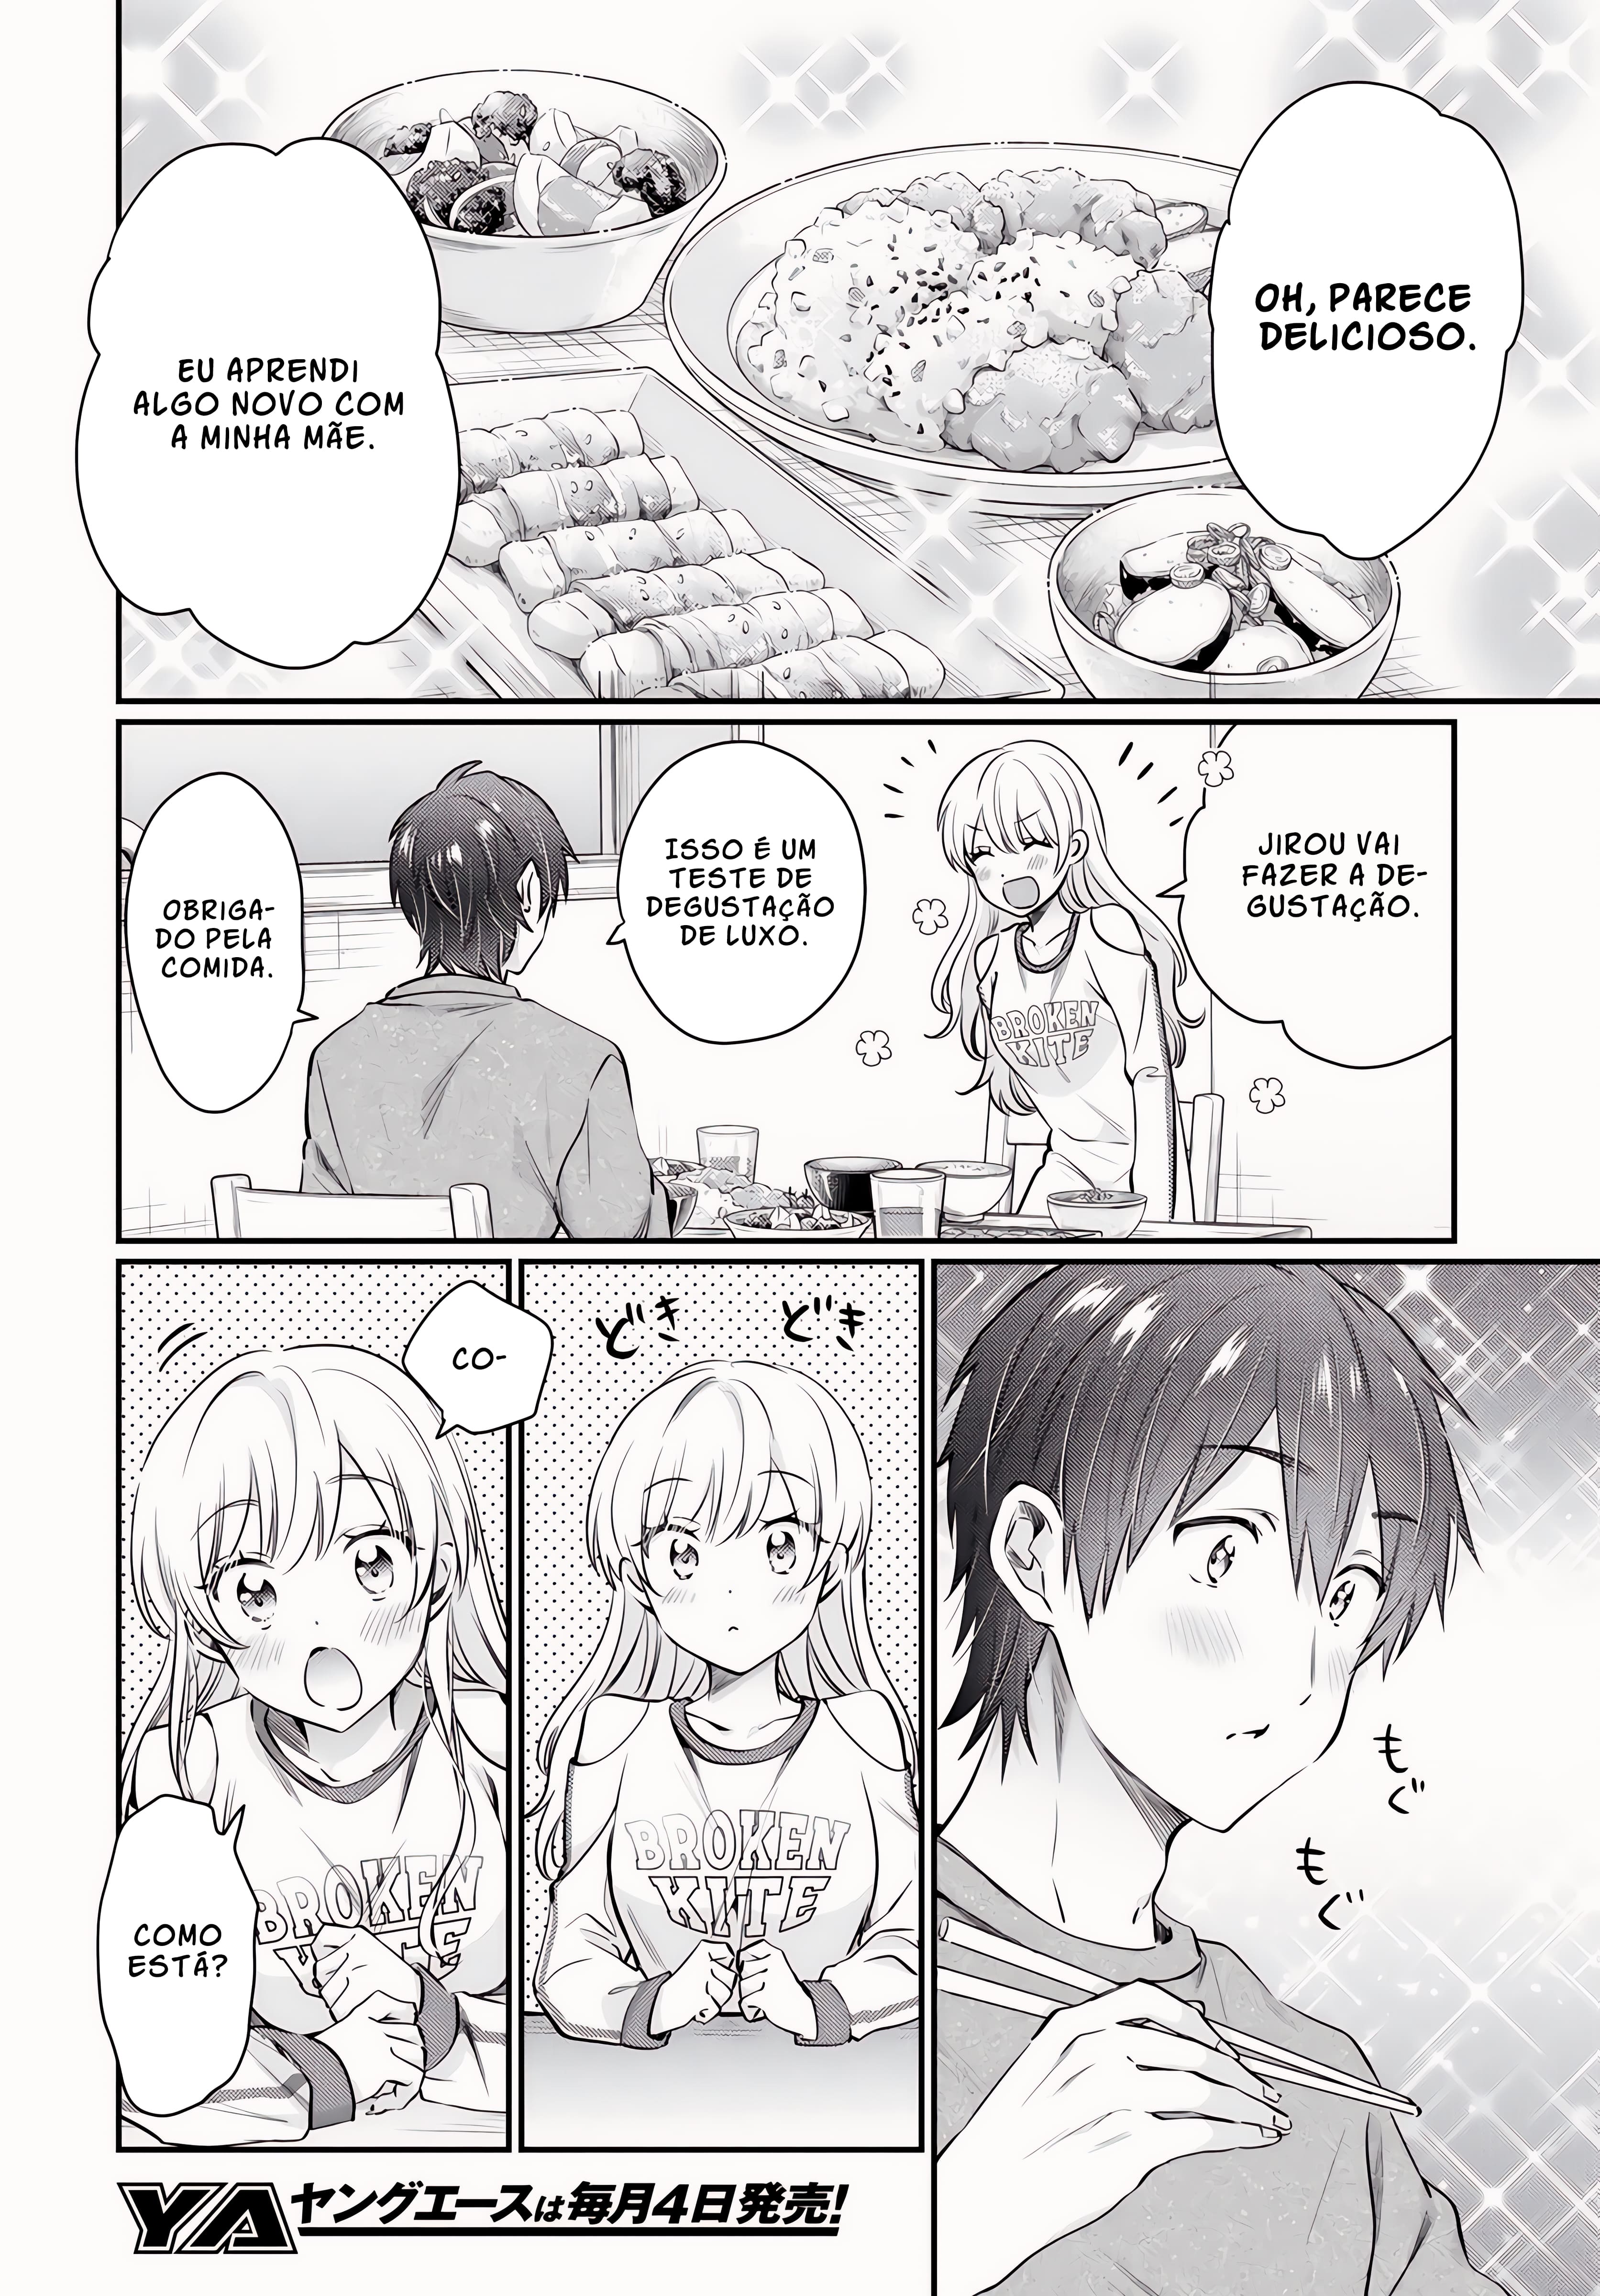 OH, PARECE
DELICIOSO.
EU APRENDI
ALGO NOVO COM
A MINHA MÃE.
JIROU VAI
FAZER A DE-
GUSTAÇÃO.
ISSO É UM
TESTE DE
DEGUSTAÇÃO
DE LUXO.
OBRIGA-
DO PELA
COMIDA.
BROKEN
KITE
もぐ
もぐ
どき
どき
BROKEN
KITE
CO-
COMO
ESTÁ?
BROKEN
KITE
YA ヤングエースは毎月4日発売!